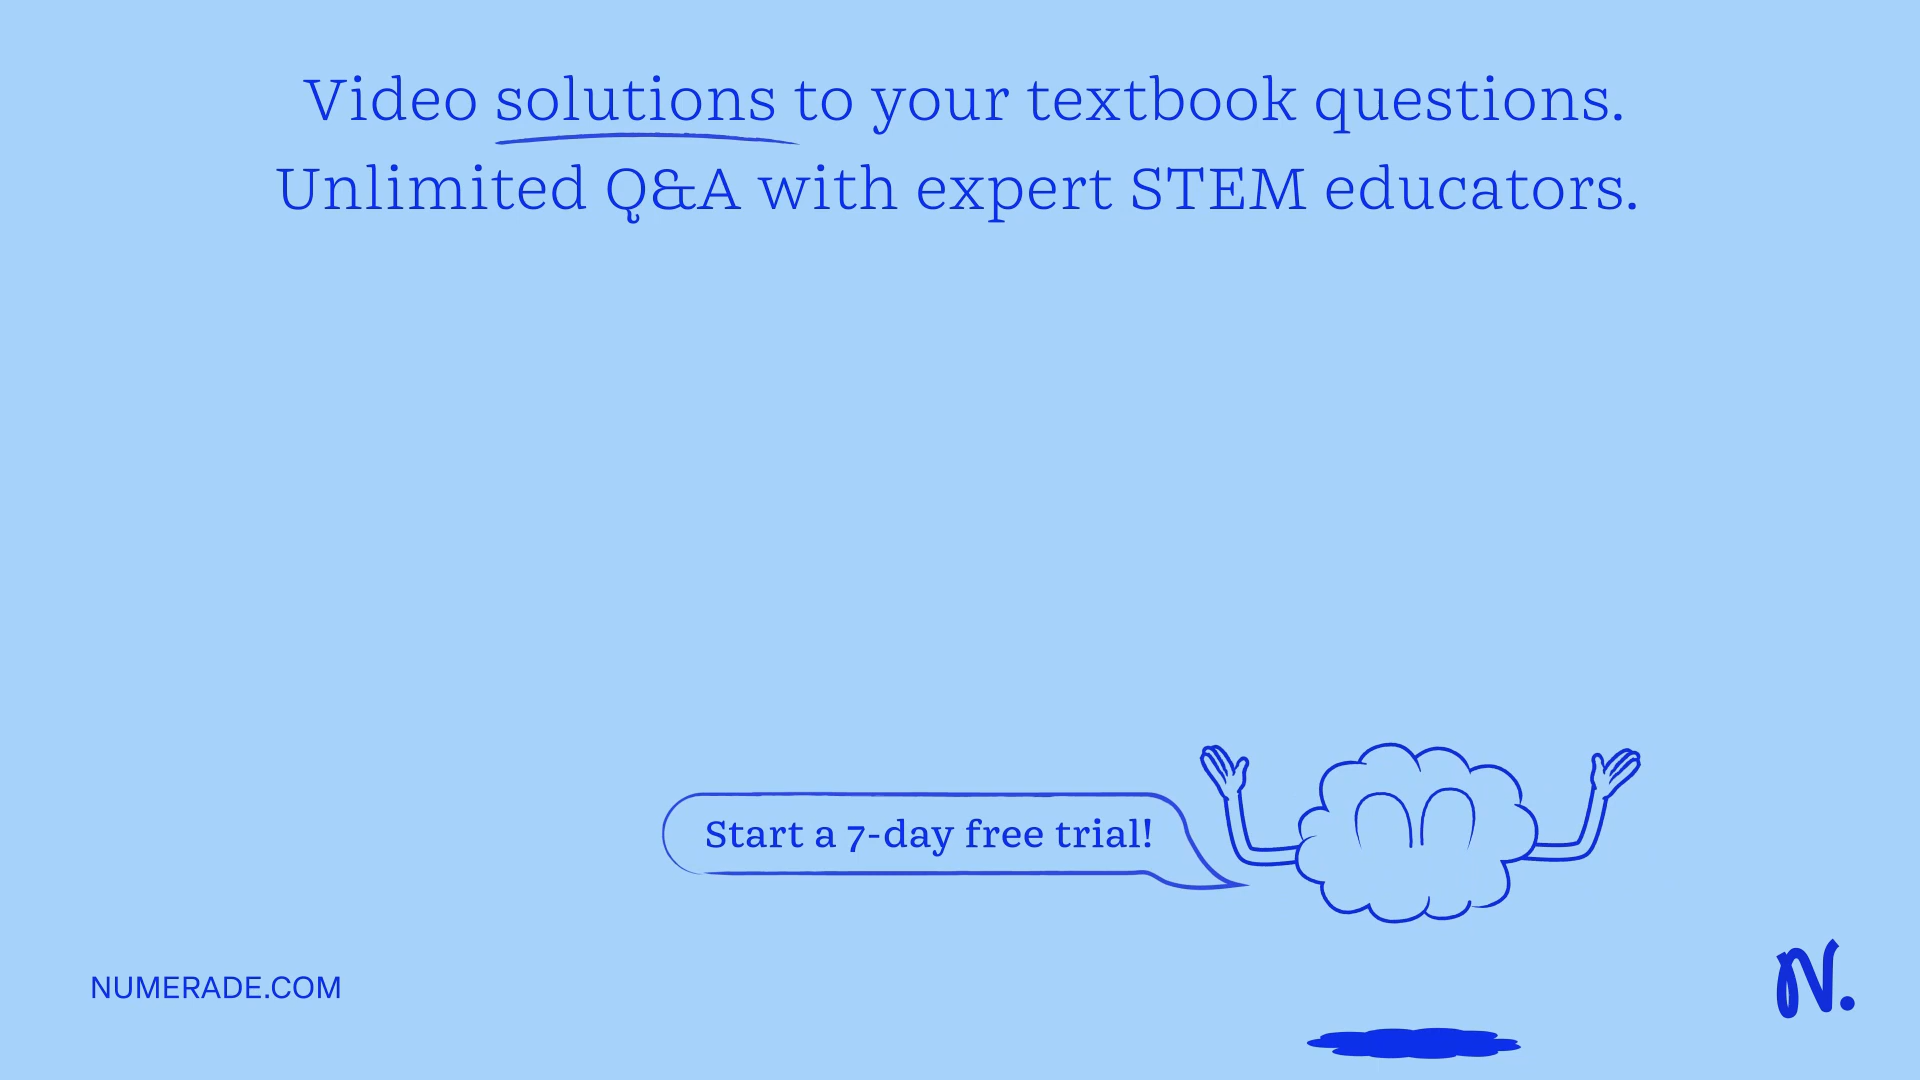 Video solutions to your textbook questions.
Unlimited Q&A with expert STEM educators.
Start a 7-day free trial!
NUMERADE.COM
N.